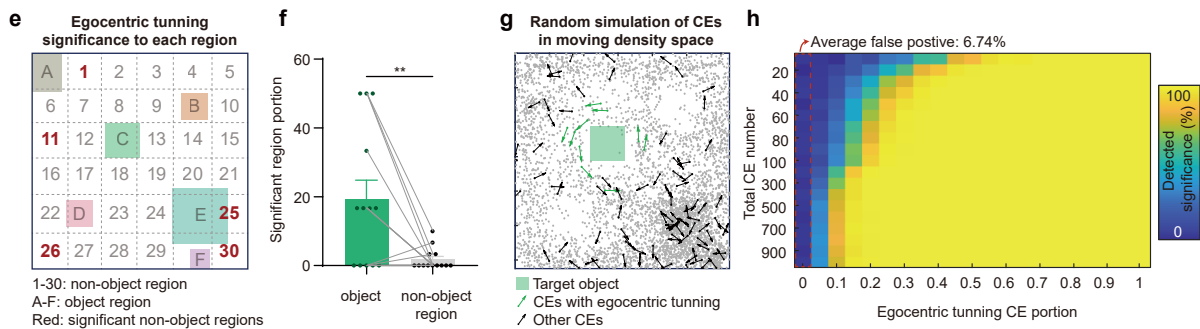 e
Egocentric tunning
significance to each region
A 1 2 3 4 5
6 7 8 9 B 10
11 12 C 13 14 15
16 17 18 19 20 21
22 D 23 24 E 25
26 27 28 29 F 30
1-30: non-object region
A-F: object region
Red: significant non-object regions
f
Significant region portion
60
40
20
0
**
object
non-object
region
g
Random simulation of CEs
in moving density space
Target object
CEs with egocentric tunning
Other CEs
h
Average false postive: 6.74%
Total CE number
20
40
60
80
100
300
500
700
900
0 0.1 0.2 0.3 0.4 0.5 0.6 0.7 0.8 0.9 1
Egocentric tunning CE portion
100
0
Detected
significance (%)